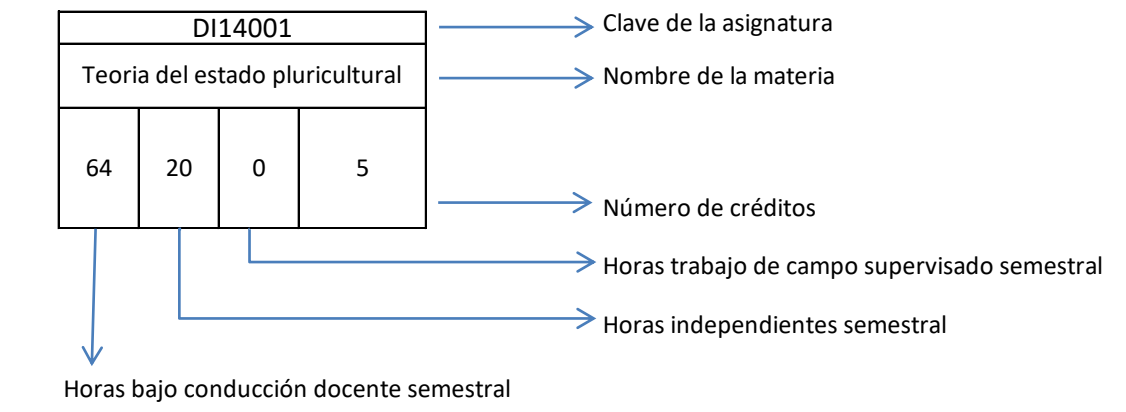 DI14001
Clave de la asignatura
Teoria del estado pluricultural
Nombre de la materia
64 20 0 5
Número de créditos
Horas trabajo de campo supervisado semestral
Horas independientes semestral
Horas bajo conducción docente semestral